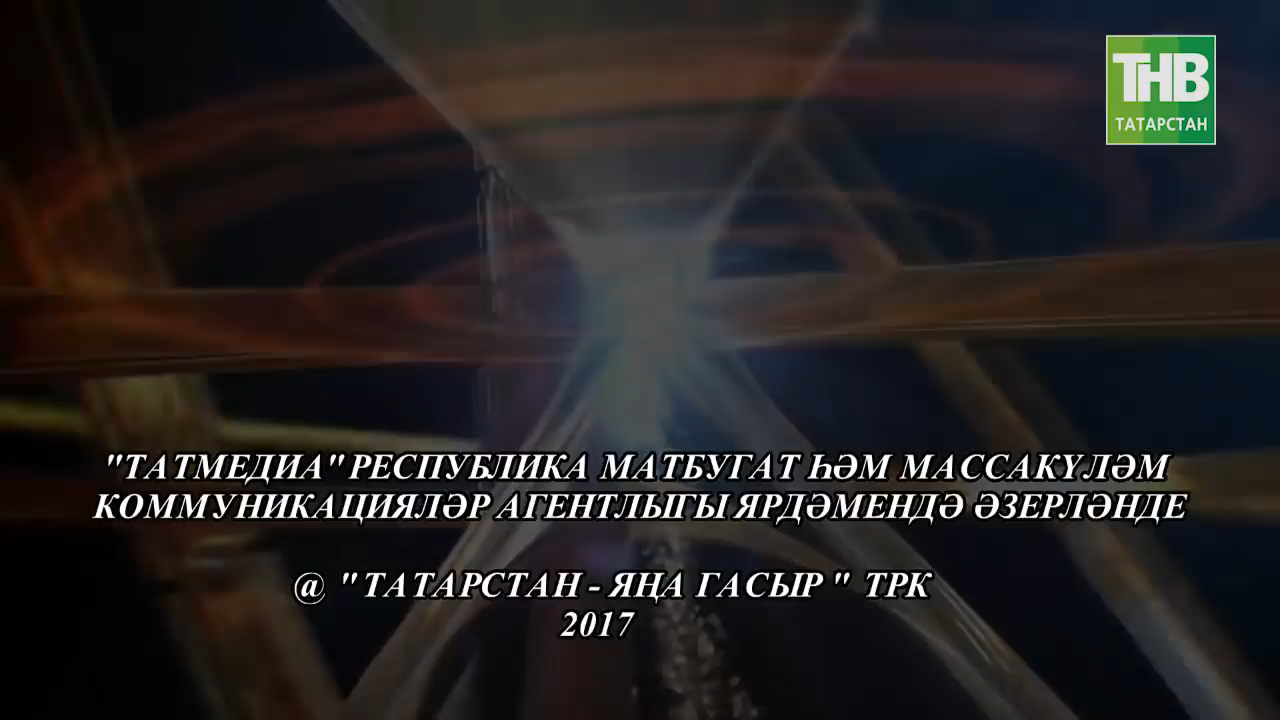 ТНВ
ТАТАРСТАН
"ТАТМЕДИА" РЕСПУБЛИКА МАТБУГАТ ҺӘМ МАССАКҮЛӘМ
КОММУНИКАЦИЯЛӘР АГЕНТЛЫГЫ ЯРДӘМЕНДӘ ӘЗЕРЛӘНДЕ
@ "ТАТАРСТАН - ЯҢА ГАСЫР " ТРК
2017